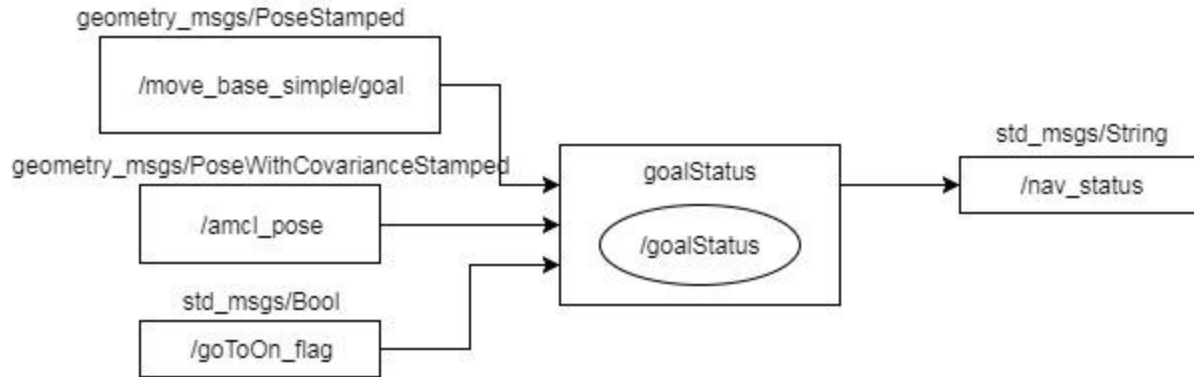 geometry_msgs/PoseStamped
/move_base_simple/goal
geometry_msgs/PoseWithCovarianceStamped
/amcl_pose
std_msgs/Bool
/goToOn_flag
goalStatus
/goalStatus
std_msgs/String
/nav_status